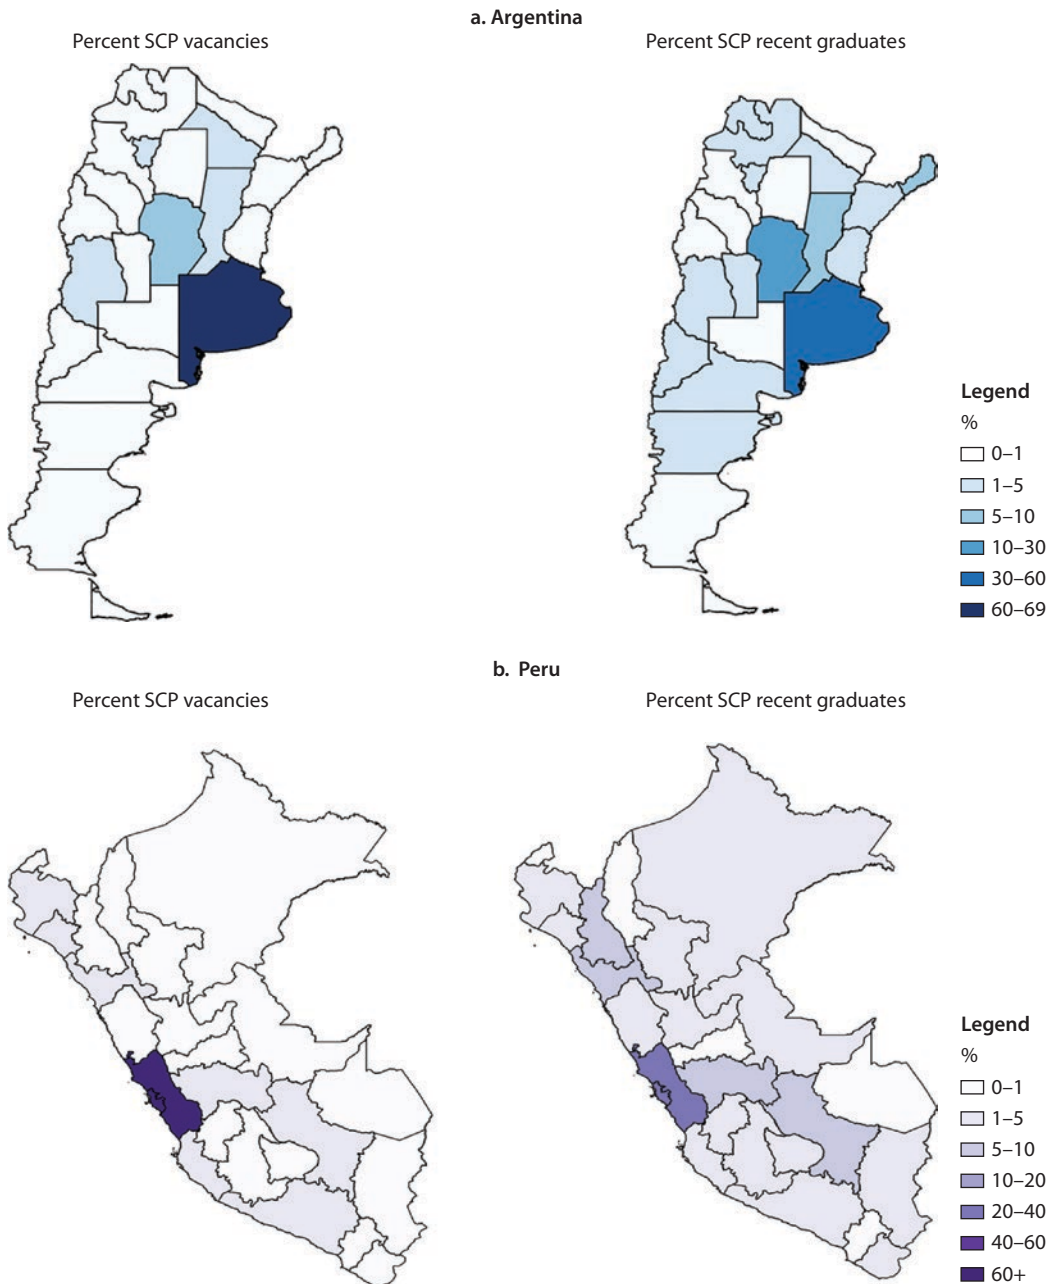 a. Argentina
Percent SCP vacancies
Percent SCP recent graduates
Legend
%
0–1
1–5
5–10
10–30
30–60
60–69
b. Peru
Percent SCP vacancies
Percent SCP recent graduates
Legend
%
0–1
1–5
5–10
10–20
20–40
40–60
60+